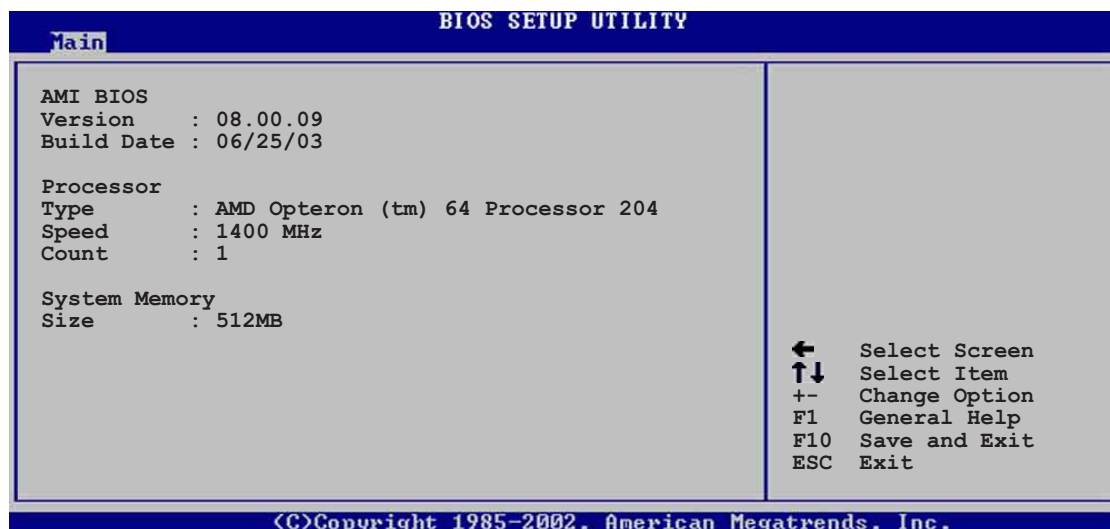 BIOS SETUP UTILITY
Main
AMI BIOS
Version : 08.00.09
Build Date : 06/25/03
Processor
Type : AMD Opteron (tm) 64 Processor 204
Speed : 1400 MHz
Count : 1
System Memory
Size : 512MB
← Select Screen
↑↓ Select Item
+- Change Option
F1 General Help
F10 Save and Exit
ESC Exit
(C)Copyright 1985-2002, American Megatrends, Inc.